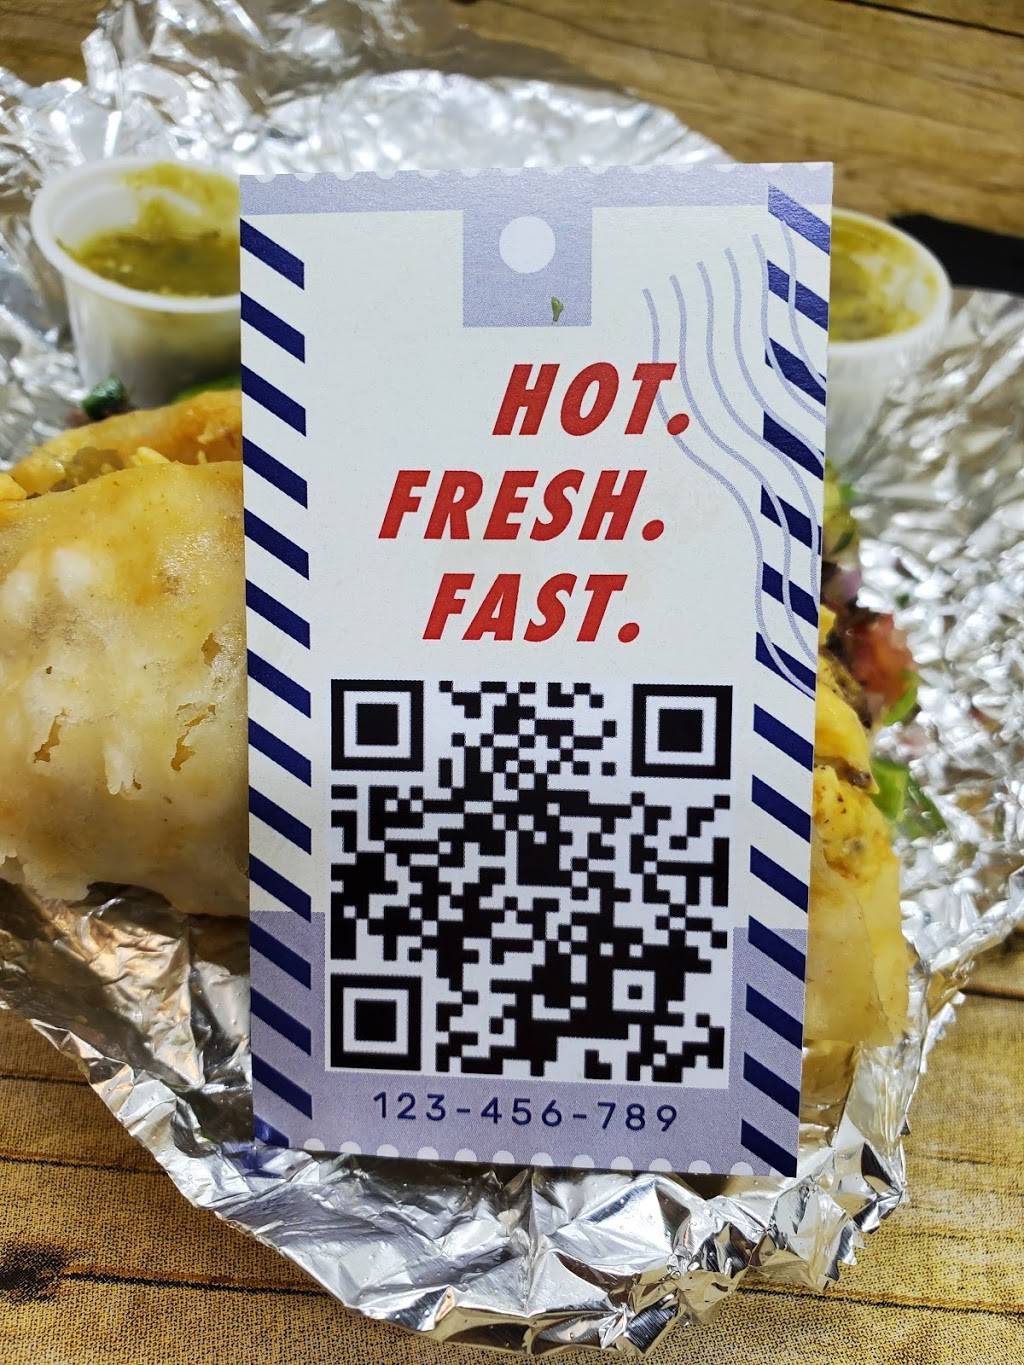 HOT.
FRESH.
FAST.
123-456-789